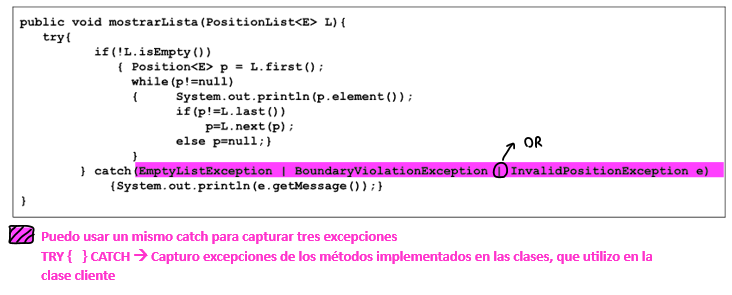 public void mostrarLista(PositionList<E> L){
try{
if(!L.isEmpty())
{ Position<E> p = L.first();
while(p!=null)
{ System.out.println(p.element());
if(p!=L.last())
p=L.next(p);
else p=null;}
}
OR
} catch(EmptyListException | BoundaryViolationException | InvalidPositionException e)
{System.out.println(e.getMessage());}
}
Puedo usar un mismo catch para capturar tres excepciones
TRY { } CATCH → Capturo excepciones de los métodos implementados en las clases, que utilizo en la
clase cliente